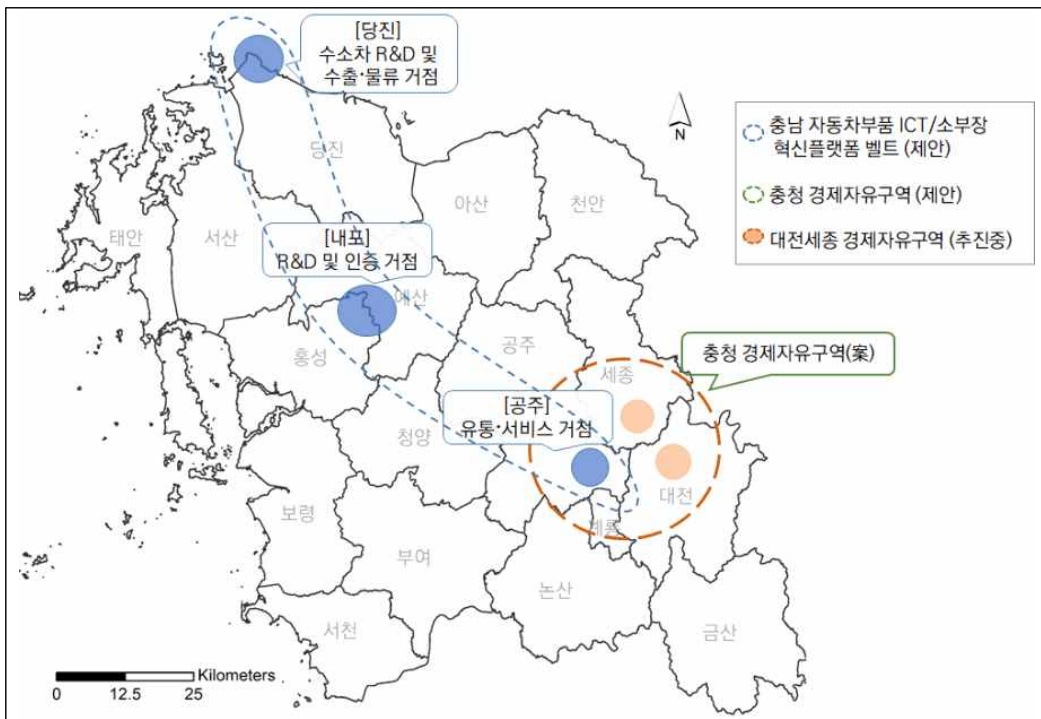 [당진]
수소차 R&D 및
수출·물류 거점
당진
아산
천안
N
충남 자동차부품 ICT/소부장
혁신플랫폼 벨트 (제안)
충청 경제자유구역 (제안)
대전세종 경제자유구역 (추진중)
태안
서산
[내포]
R&D 및 인증 거점
예산
홍성
공주
세종
충청 경제자유구역(案)
[공주]
유통·서비스 거점
청양
대전
계룡
보령
부여
논산
서천
금산
Kilometers
0 12.5 25